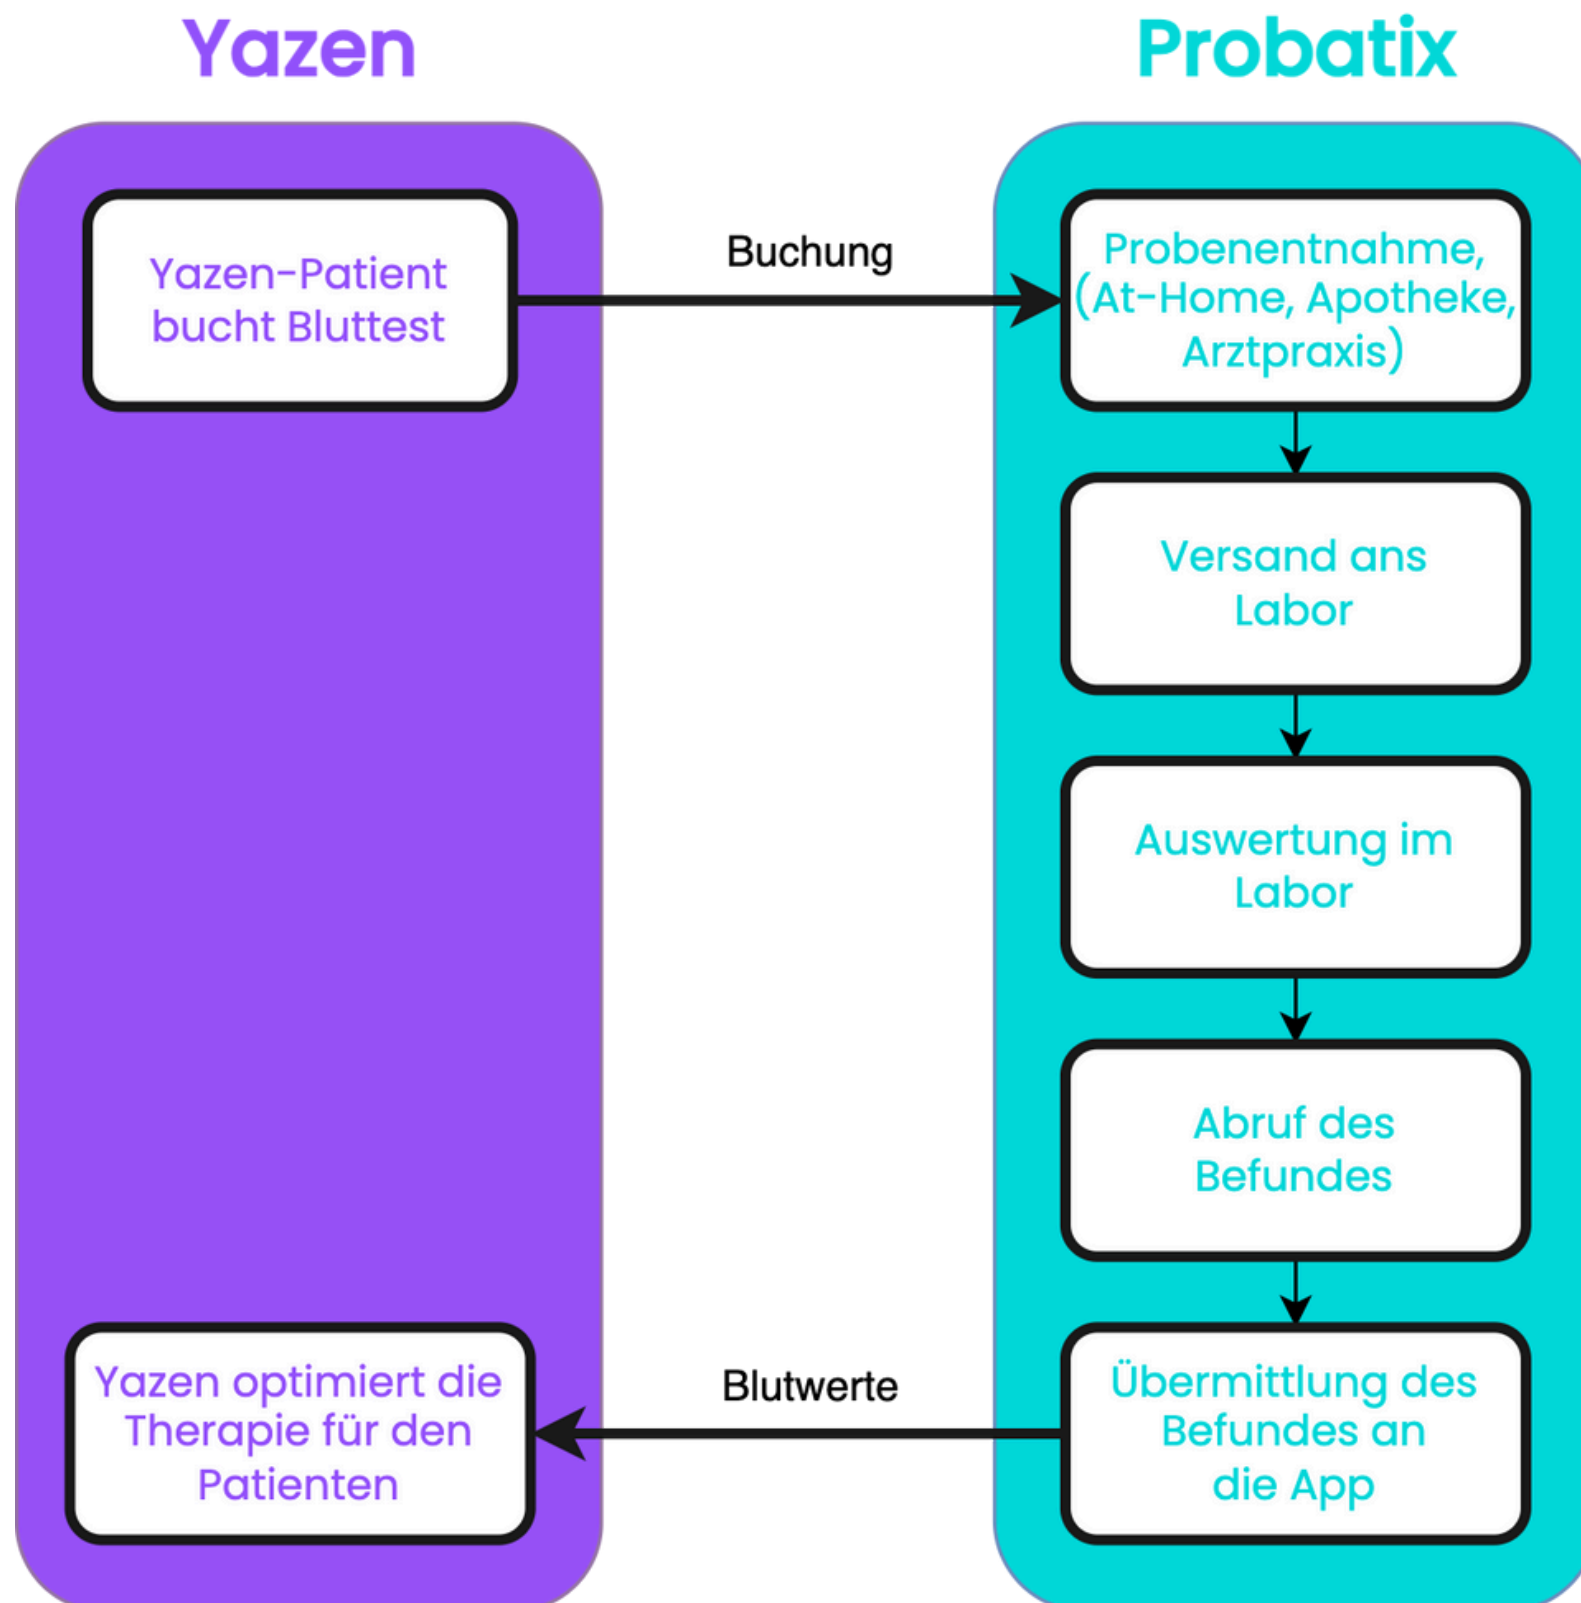 Yazen
Probatix
Yazen-Patient
bucht Bluttest
Buchung
Probenentnahme,
(At-Home, Apotheke,
Arztpraxis)
Versand ans
Labor
Auswertung im
Labor
Abruf des
Befundes
Übermittlung des
Befundes an
die App
Blutwerte
Yazen optimiert die
Therapie für den
Patienten